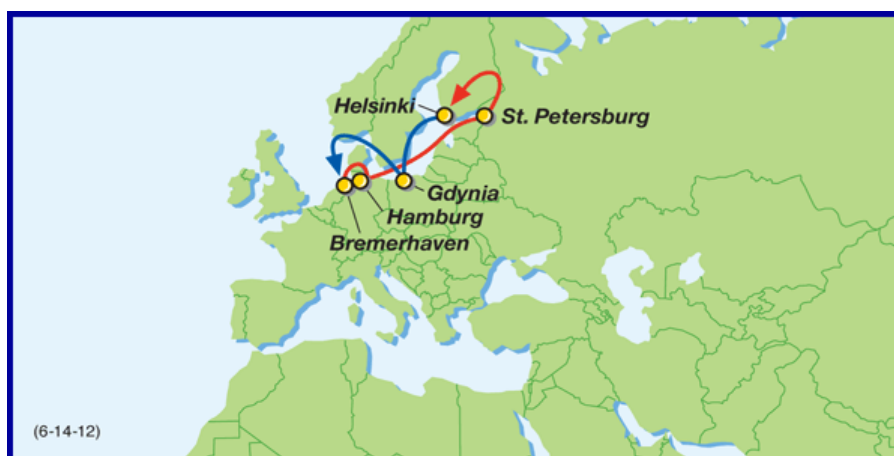 Helsinki
St. Petersburg
Gdynia
Hamburg
Bremerhaven
(6-14-12)